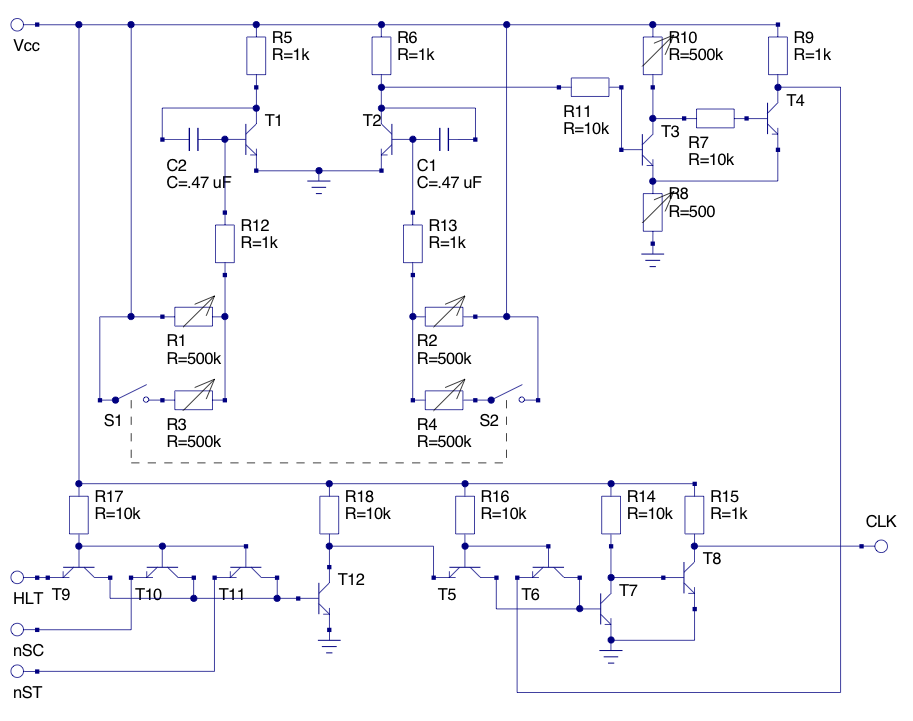 Vcc
R5
R=1k
R6
R=1k
R10
R=500k
R9
R=1k
T1
T2
R11
R=10k
T3
R7
R=10k
T4
C2
C=.47 uF
C1
C=.47 uF
R8
R=500
R12
R=1k
R13
R=1k
R1
R=500k
R2
R=500k
S1
R3
R=500k
R4
R=500k
S2
R17
R=10k
R18
R=10k
R16
R=10k
R14
R=10k
R15
R=1k
CLK
HLT
T9
T10
T11
T12
T5
T6
T7
T8
nSC
nST